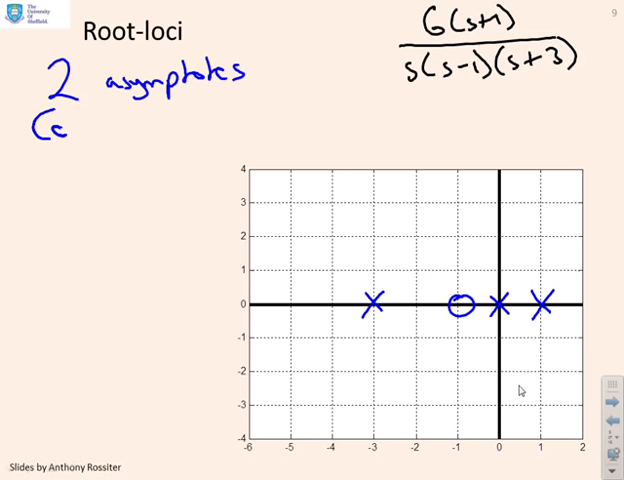 The
University
Of
Sheffield.
Root-loci
9
6(s+1)
s(s-1)(s+3)
2 asymptotes
(c
4
3
2
1
0
-1
-2
-3
-4
-6 -5 -4 -3 -2 -1 0 1 2
Slides by Anthony Rossiter